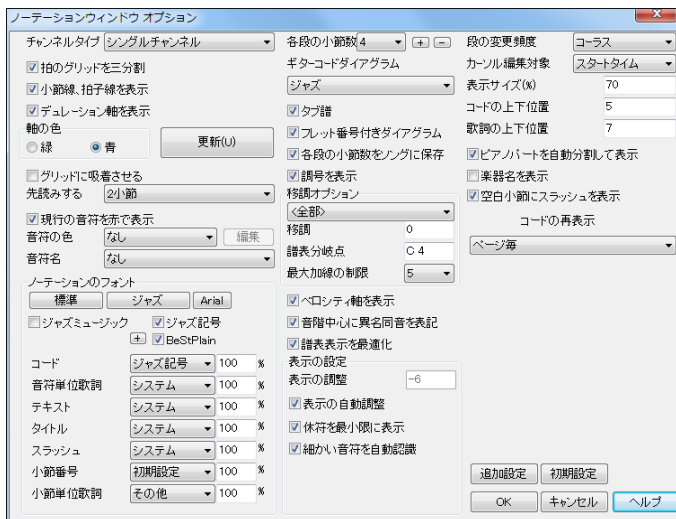 ノーテーションウィンドウ オプション
チャンネルタイプ シングルチャンネル
拍のグリッドを三分割
小節線、拍子線を表示
デュレーション軸を表示
軸の色
緑 青
更新(U)
グリッドに吸着させる
先読みする 2小節
現行の音符を赤で表示
音符の色 なし 編集
音符名 なし
ノーテーションのフォント
標準 ジャズ Arial
ジャズミュージック ジャズ記号
+ BeStPlain
コード ジャズ記号 100 %
音符単位歌詞 システム 100 %
テキスト システム 100 %
タイトル システム 100 %
スラッシュ システム 100 %
小節番号 初期設定 100 %
小節単位歌詞 その他 100 %
各段の小節数 4 + -
ギターコードダイアグラム
ジャズ
タブ譜
フレット番号付きダイアグラム
各段の小節数をソングに保存
調号を表示
移調オプション
<全部>
移調 0
譜表分岐点 C 4
最大加線の制限 5
ベロシティ軸を表示
音階中心に異名同音を表記
譜表表示を最適化
表示の設定
表示の調整 -6
表示の自動調整
休符を最小限に表示
細かい音符を自動認識
段の変更頻度 コーラス
カーソル編集対象 スタートタイム
表示サイズ(%) 70
コードの上下位置 5
歌詞の上下位置 7
ピアノパートを自動分割して表示
楽器名を表示
空白小節にスラッシュを表示
コードの再表示
ページ毎
追加設定 初期設定
OK キャンセル ヘルプ